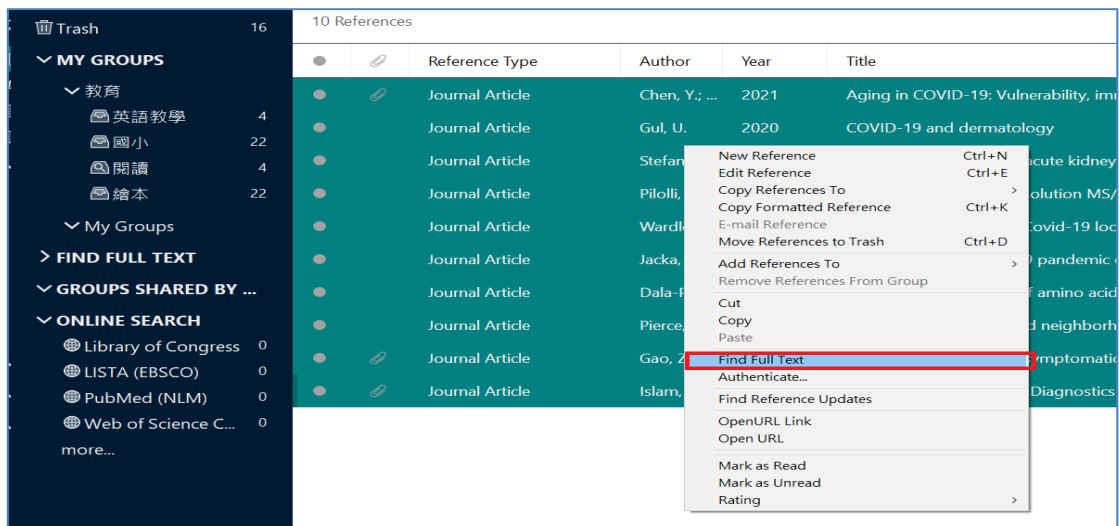 Trash 16
MY GROUPS
教育
英語教學 4
國小 22
閱讀 4
繪本 22
My Groups
FIND FULL TEXT
GROUPS SHARED BY ...
ONLINE SEARCH
Library of Congress 0
LISTA (EBSCO) 0
PubMed (NLM) 0
Web of Science C... 0
more...
10 References
Reference Type Author Year Title
Journal Article Chen, Y.; ... 2021 Aging in COVID-19: Vulnerability,
Journal Article Gul, U. 2020 COVID-19 and dermatology
Journal Article Stefan acute kidney
Journal Article Pilolli, olution MS/
Journal Article Wardl Covid-19 loc
Journal Article Jacka, pandemic
Journal Article Dala- f amino acid
Journal Article Pierce, d neighborh
Journal Article Gao, Z ymptomatic
Journal Article Islam, Diagnostics
New Reference Ctrl+N
Edit Reference Ctrl+E
Copy References To >
Copy Formatted Reference Ctrl+K
E-mail Reference
Move References to Trash Ctrl+D
Add References To >
Remove References From Group
Cut
Copy
Paste
Find Full Text
Authenticate...
Find Reference Updates
OpenURL Link
Open URL
Mark as Read
Mark as Unread
Rating >